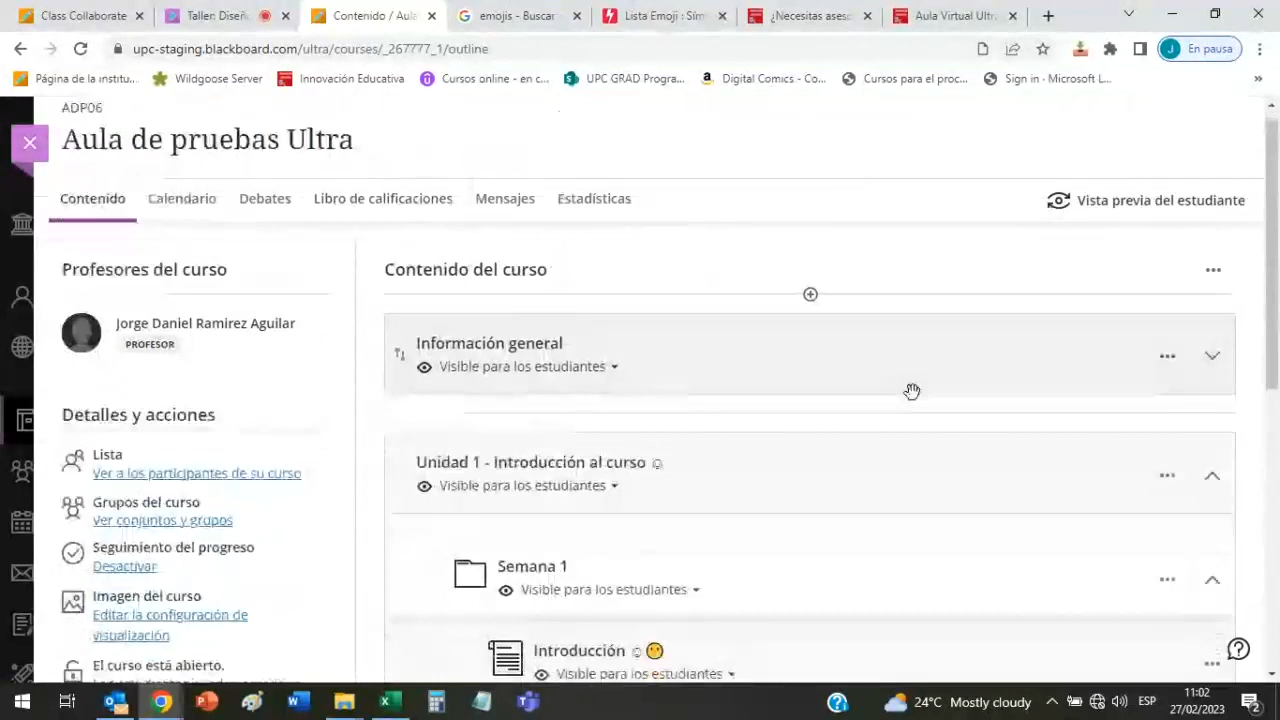 Class Collaborate
Taller: Diseñ
Contenido / Aula
emojis - Buscar
Lista Emoji : Sím
¿Necesitas aseso
Aula Virtual Ultra
upc-staging.blackboard.com/ultra/courses/_267777_1/outline
J En pausa
Página de la institu...
Wildgoose Server
Innovación Educativa
Cursos online - en c...
UPC GRAD Progra...
Digital Comics - Co...
Cursos para el proc...
Sign in - Microsoft L...
ADP06
Aula de pruebas Ultra
Contenido
Calendario
Debates
Libro de calificaciones
Mensajes
Estadísticas
Vista previa del estudiante
Profesores del curso
Jorge Daniel Ramirez Aguilar
PROFESOR
Detalles y acciones
Lista
Ver a los participantes de su curso
Grupos del curso
Ver conjuntos y grupos
Seguimiento del progreso
Desactivar
Imagen del curso
Editar la configuración de
visualización
El curso está abierto.
Contenido del curso
Información general
Visible para los estudiantes
Unidad 1 - Introducción al curso
Visible para los estudiantes
Semana 1
Visible para los estudiantes
Introducción
Visible para los estudiantes
24°C Mostly cloudy
ESP
11:02
27/02/2023
2